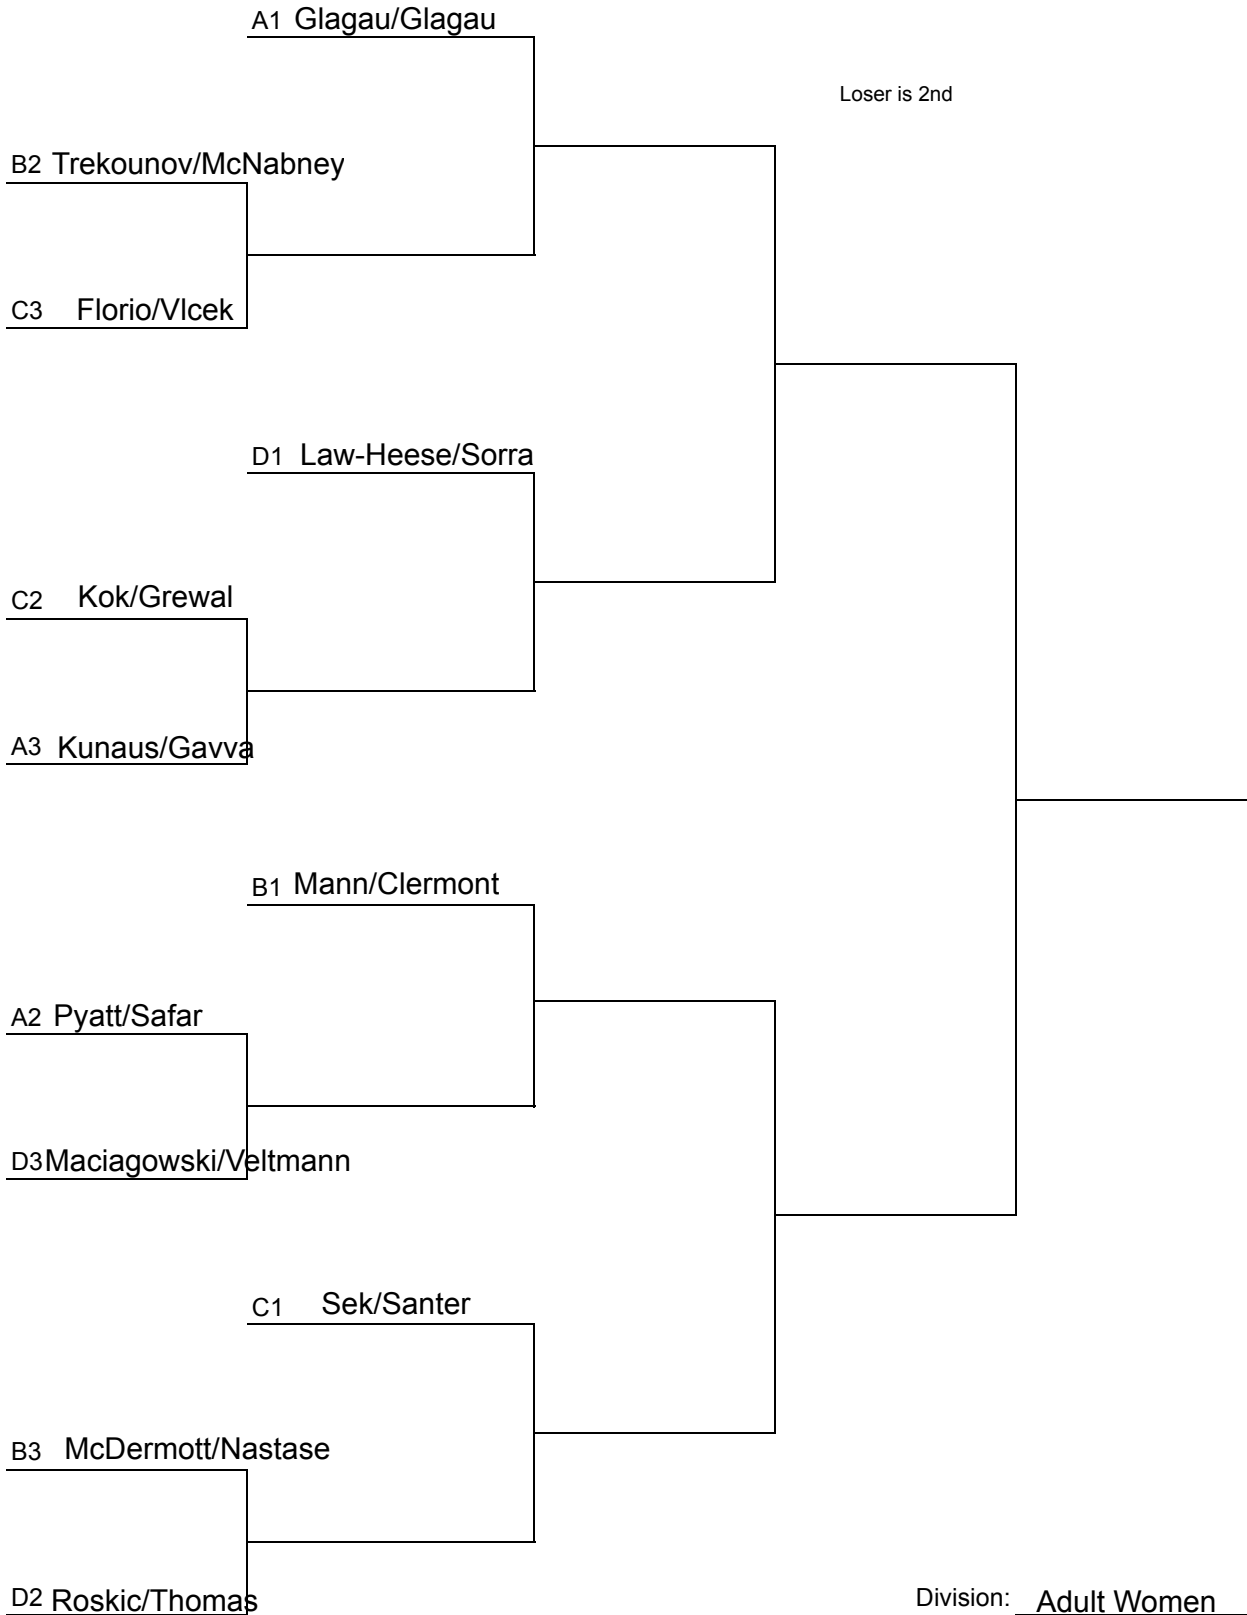 A1 Glagau/Glagau
Loser is 2nd
B2 Trekounov/McNabney
C3 Florio/Vlcek
D1 Law-Heese/Sorra
C2 Kok/Grewal
A3 Kunaus/Gavva
B1 Mann/Clermont
A2 Pyatt/Safar
D3 Maciagowski/Veltmann
C1 Sek/Santer
B3 McDermott/Nastase
D2 Roskic/Thomas
Division: Adult Women